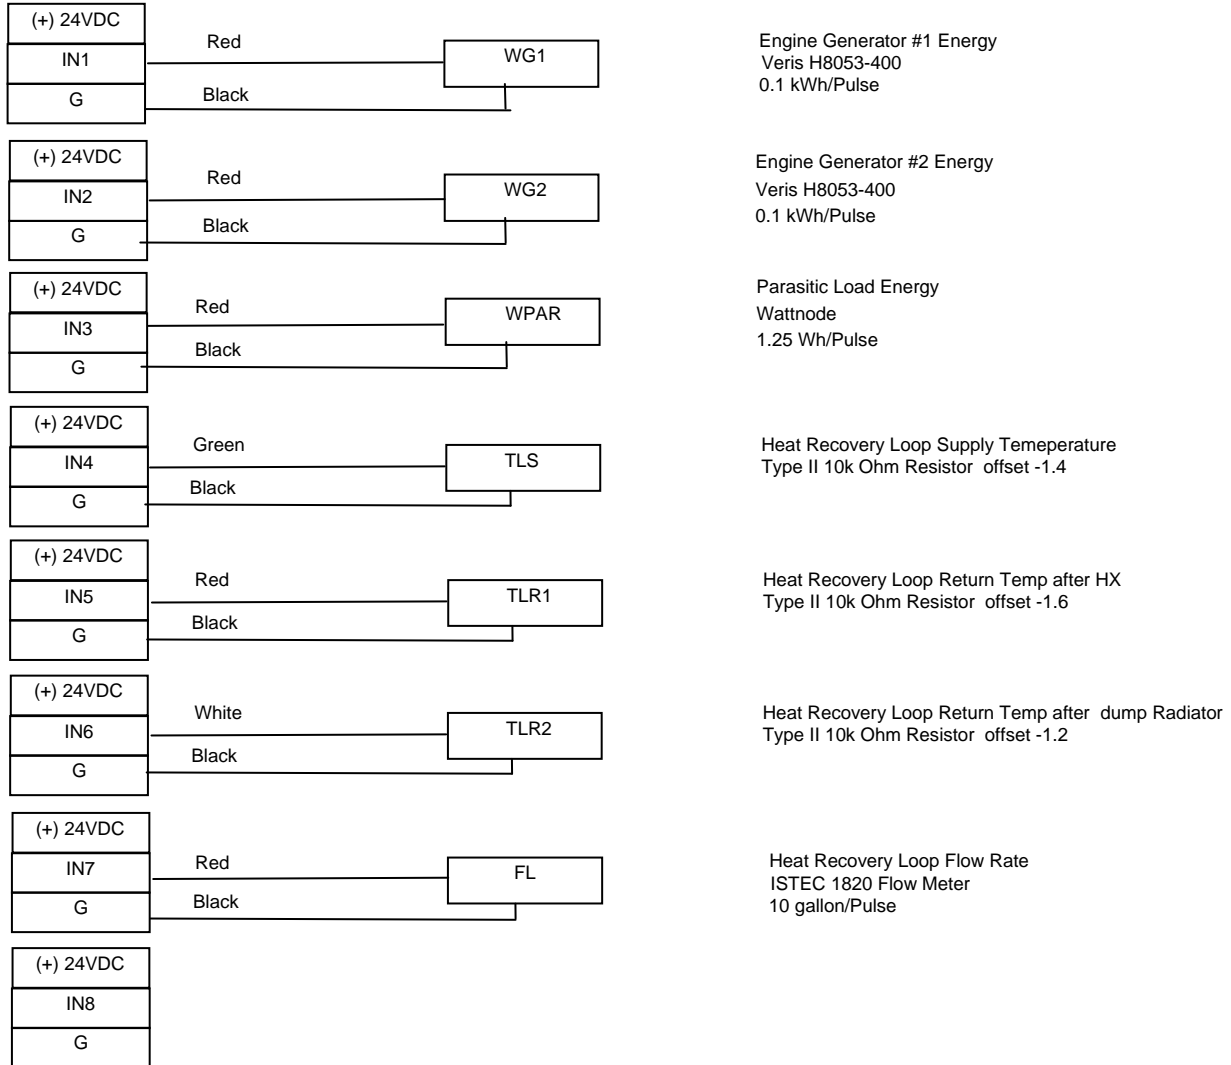 (+) 24VDC
IN1
G
Red
Black
WG1
Engine Generator #1 Energy
Veris H8053-400
0.1 kWh/Pulse
(+) 24VDC
IN2
G
Red
Black
WG2
Engine Generator #2 Energy
Veris H8053-400
0.1 kWh/Pulse
(+) 24VDC
IN3
G
Red
Black
WPAR
Parasitic Load Energy
Wattnode
1.25 Wh/Pulse
(+) 24VDC
IN4
G
Green
Black
TLS
Heat Recovery Loop Supply Temeperature
Type II 10k Ohm Resistor offset -1.4
(+) 24VDC
IN5
G
Red
Black
TLR1
Heat Recovery Loop Return Temp after HX
Type II 10k Ohm Resistor offset -1.6
(+) 24VDC
IN6
G
White
Black
TLR2
Heat Recovery Loop Return Temp after dump Radiator
Type II 10k Ohm Resistor offset -1.2
(+) 24VDC
IN7
G
Red
Black
FL
Heat Recovery Loop Flow Rate
ISTEC 1820 Flow Meter
10 gallon/Pulse
(+) 24VDC
IN8
G